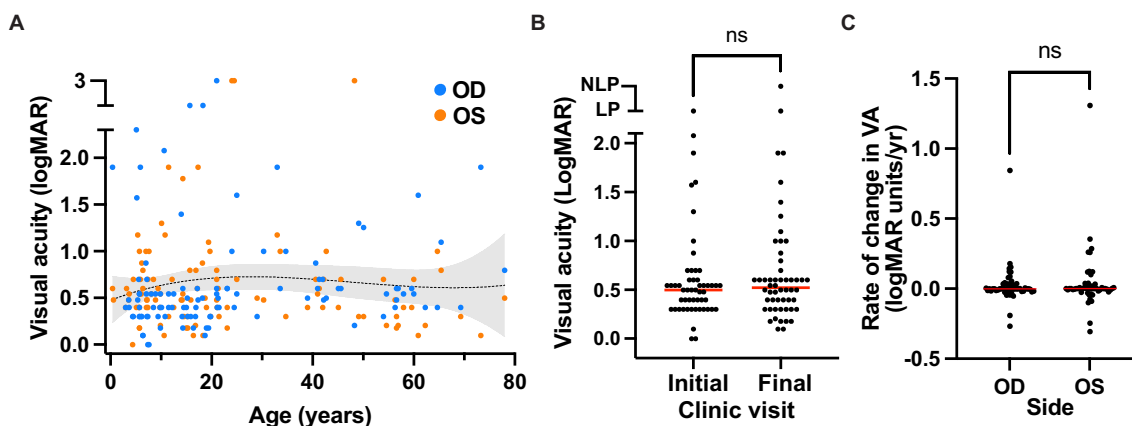 A
Visual acuity (logMAR)
3
2.0
1.5
1.0
0.5
0.0
0
20
40
60
80
Age (years)
OD
OS
B
ns
Visual acuity (LogMAR)
NLP
LP
2.0
1.5
1.0
0.5
0.0
Initial
Final
Clinic visit
C
ns
Rate of change in VA
(logMAR units/yr)
1.5
1.0
0.5
0.0
-0.5
OD
OS
Side